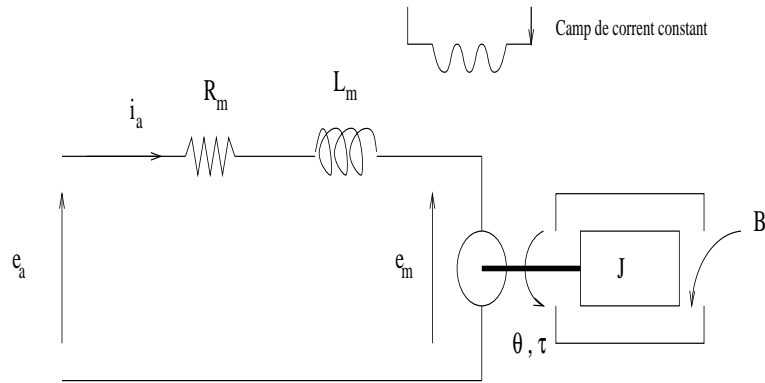 Camp de corrent constant
L_m
R_m
i_a
B
e_a
e_m
J
θ , τ